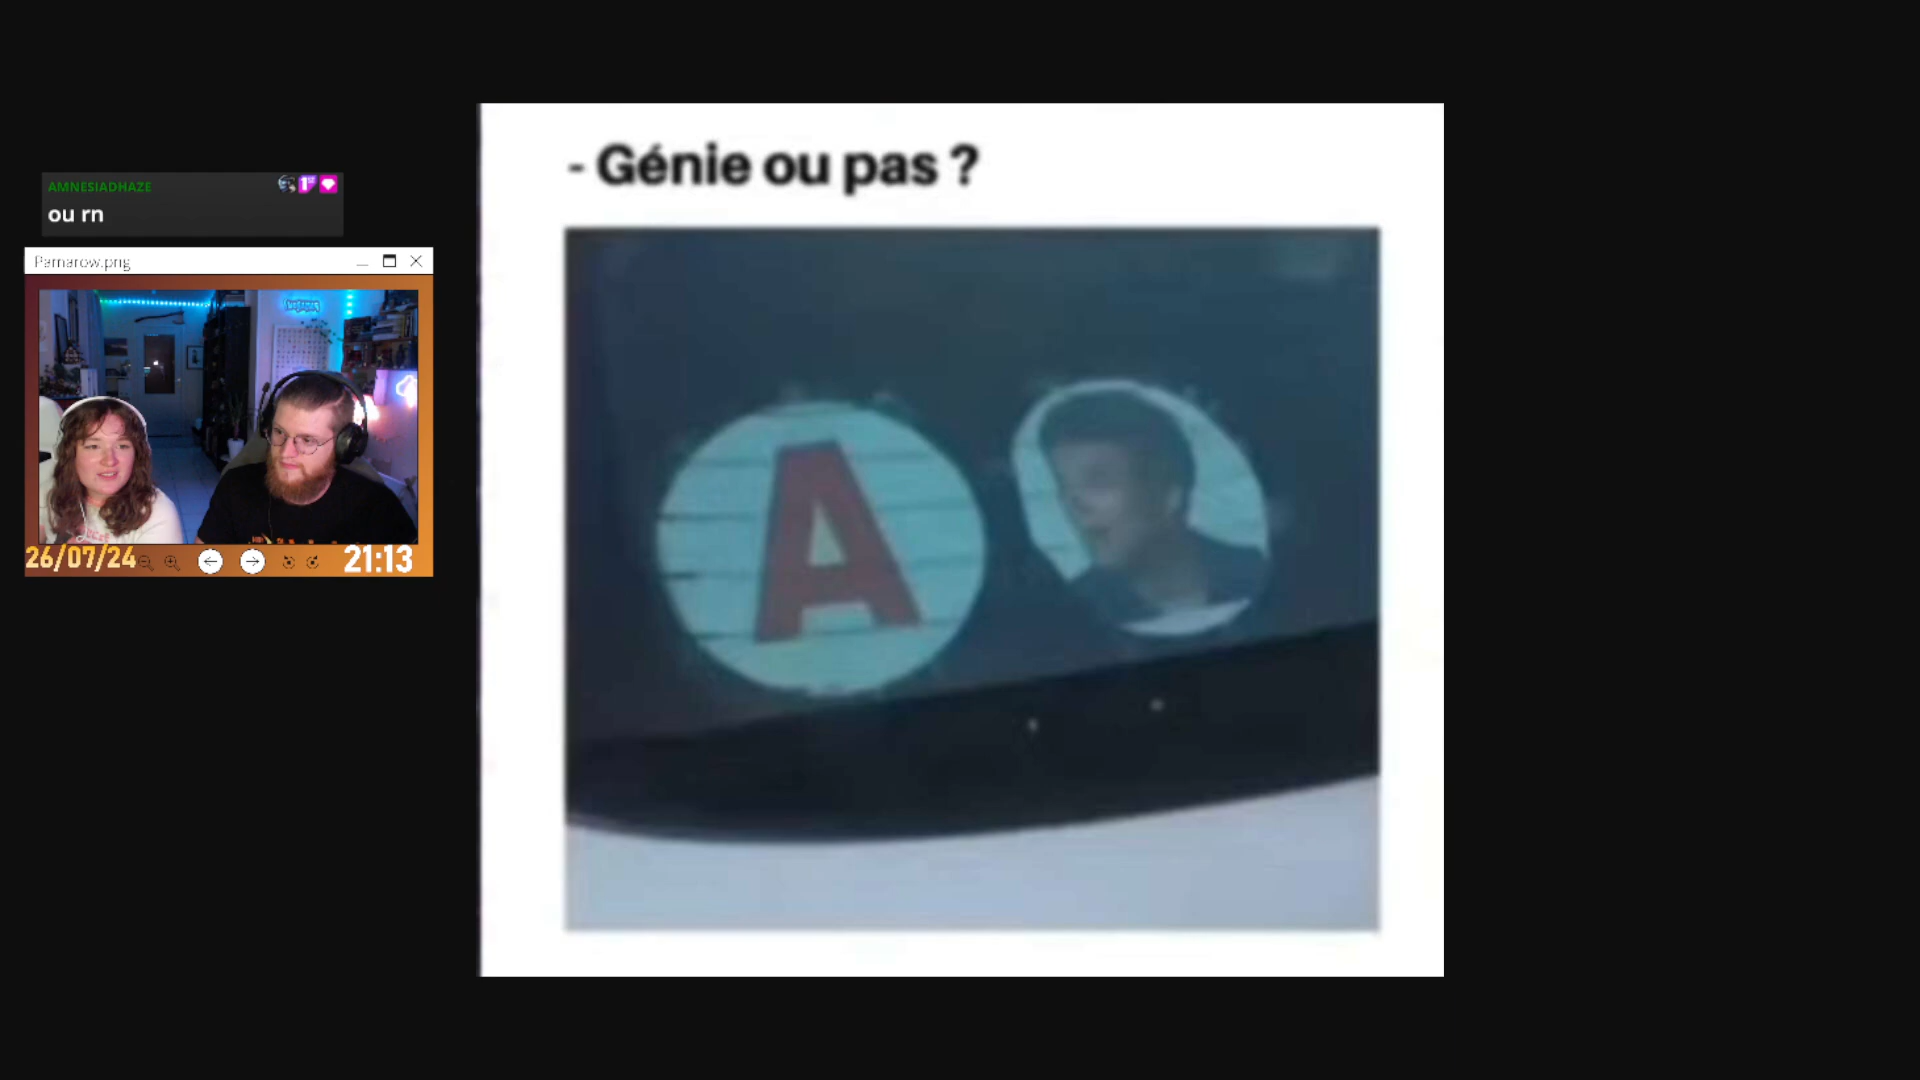 - Génie ou pas ?
AMNESIADHAZE
ou rn
Pamarow.png
A
26/07/24
21:13